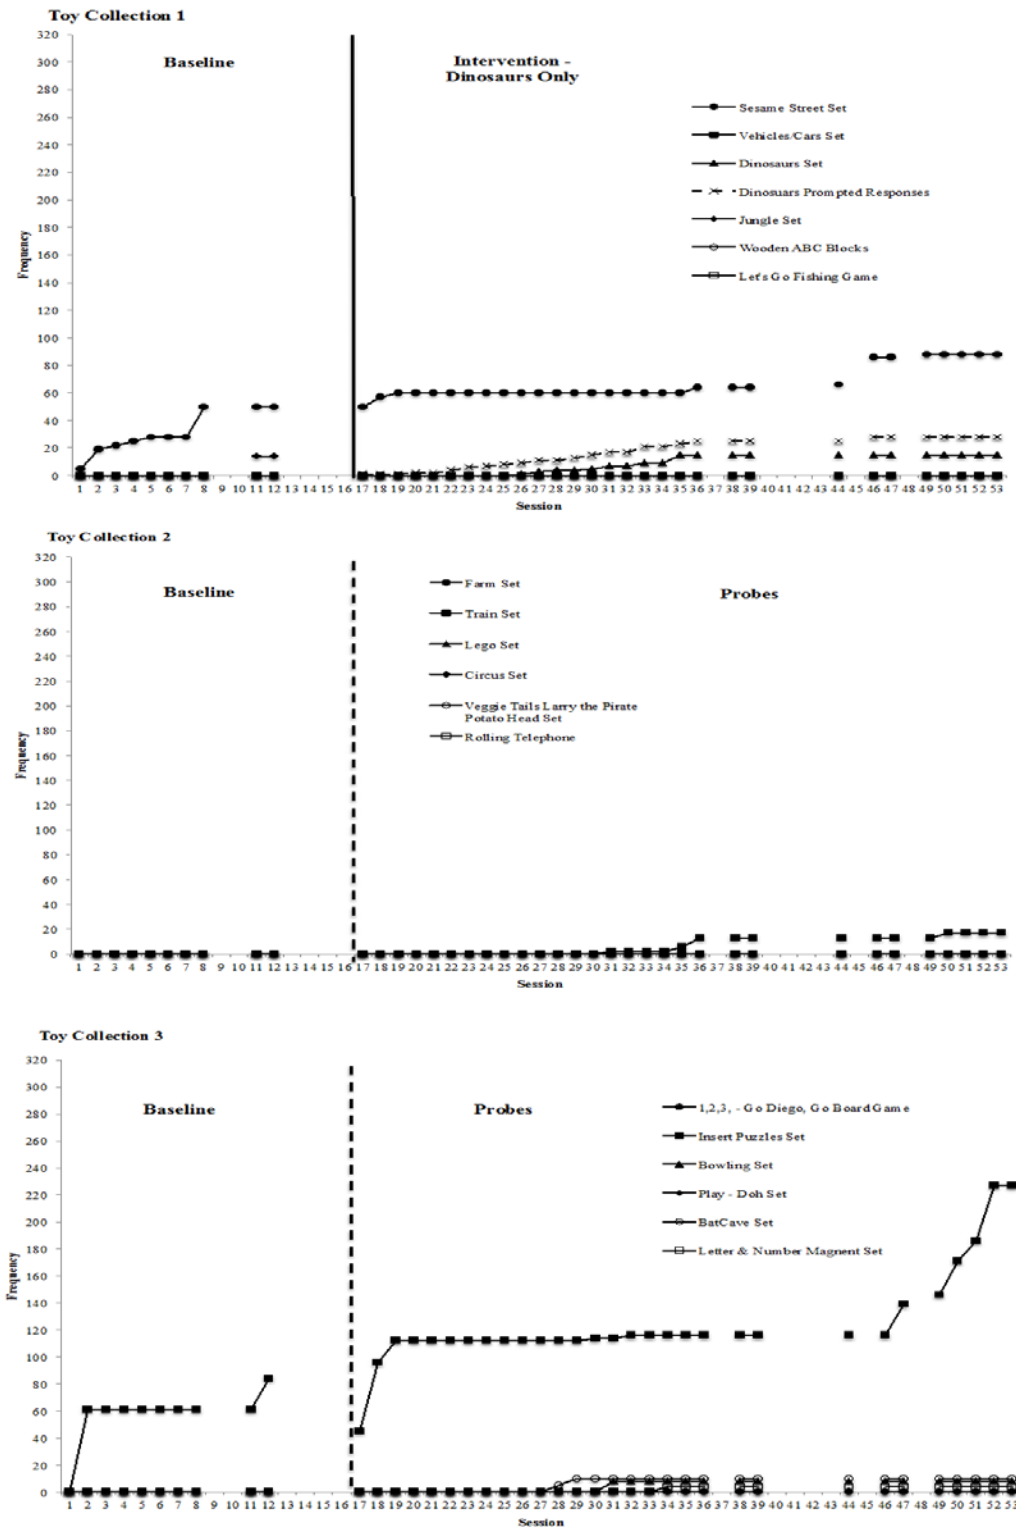 Toy Collection 1
320
300
280
260
240
220
200
180
160
140
120
100
80
60
40
20
0
Frequency
Baseline
Intervention -
Dinosaurs Only
Sesame Street Set
Vehicles/Cars Set
Dinosaurs Set
Dinosuars Prompted Responses
Jungle Set
Wooden ABC Blocks
Let's Go Fishing Game
1 2 3 4 5 6 7 8 9 10 11 12 13 14 15 16 17 18 19 20 21 22 23 24 25 26 27 28 29 30 31 32 33 34 35 36 37 38 39 40 41 42 43 44 45 46 47 48 49 50 51 52 53
Session
Toy Collection 2
320
300
280
260
240
220
200
180
160
140
120
100
80
60
40
20
0
Frequency
Baseline
Probes
Farm Set
Train Set
Lego Set
Circus Set
Veggie Tails Larry the Pirate
Potato Head Set
Rolling Telephone
1 2 3 4 5 6 7 8 9 10 11 12 13 14 15 16 17 18 19 20 21 22 23 24 25 26 27 28 29 30 31 32 33 34 35 36 37 38 39 40 41 42 43 44 45 46 47 48 49 50 51 52 53
Session
Toy Collection 3
320
300
280
260
240
220
200
180
160
140
120
100
80
60
40
20
0
Frequency
Baseline
Probes
1,2,3, - Go Diego, Go Board Game
Insert Puzzles Set
Bowling Set
Play - Doh Set
BatCave Set
Letter & Number Magnent Set
1 2 3 4 5 6 7 8 9 10 11 12 13 14 15 16 17 18 19 20 21 22 23 24 25 26 27 28 29 30 31 32 33 34 35 36 37 38 39 40 41 42 43 44 45 46 47 48 49 50 51 52 53
Session